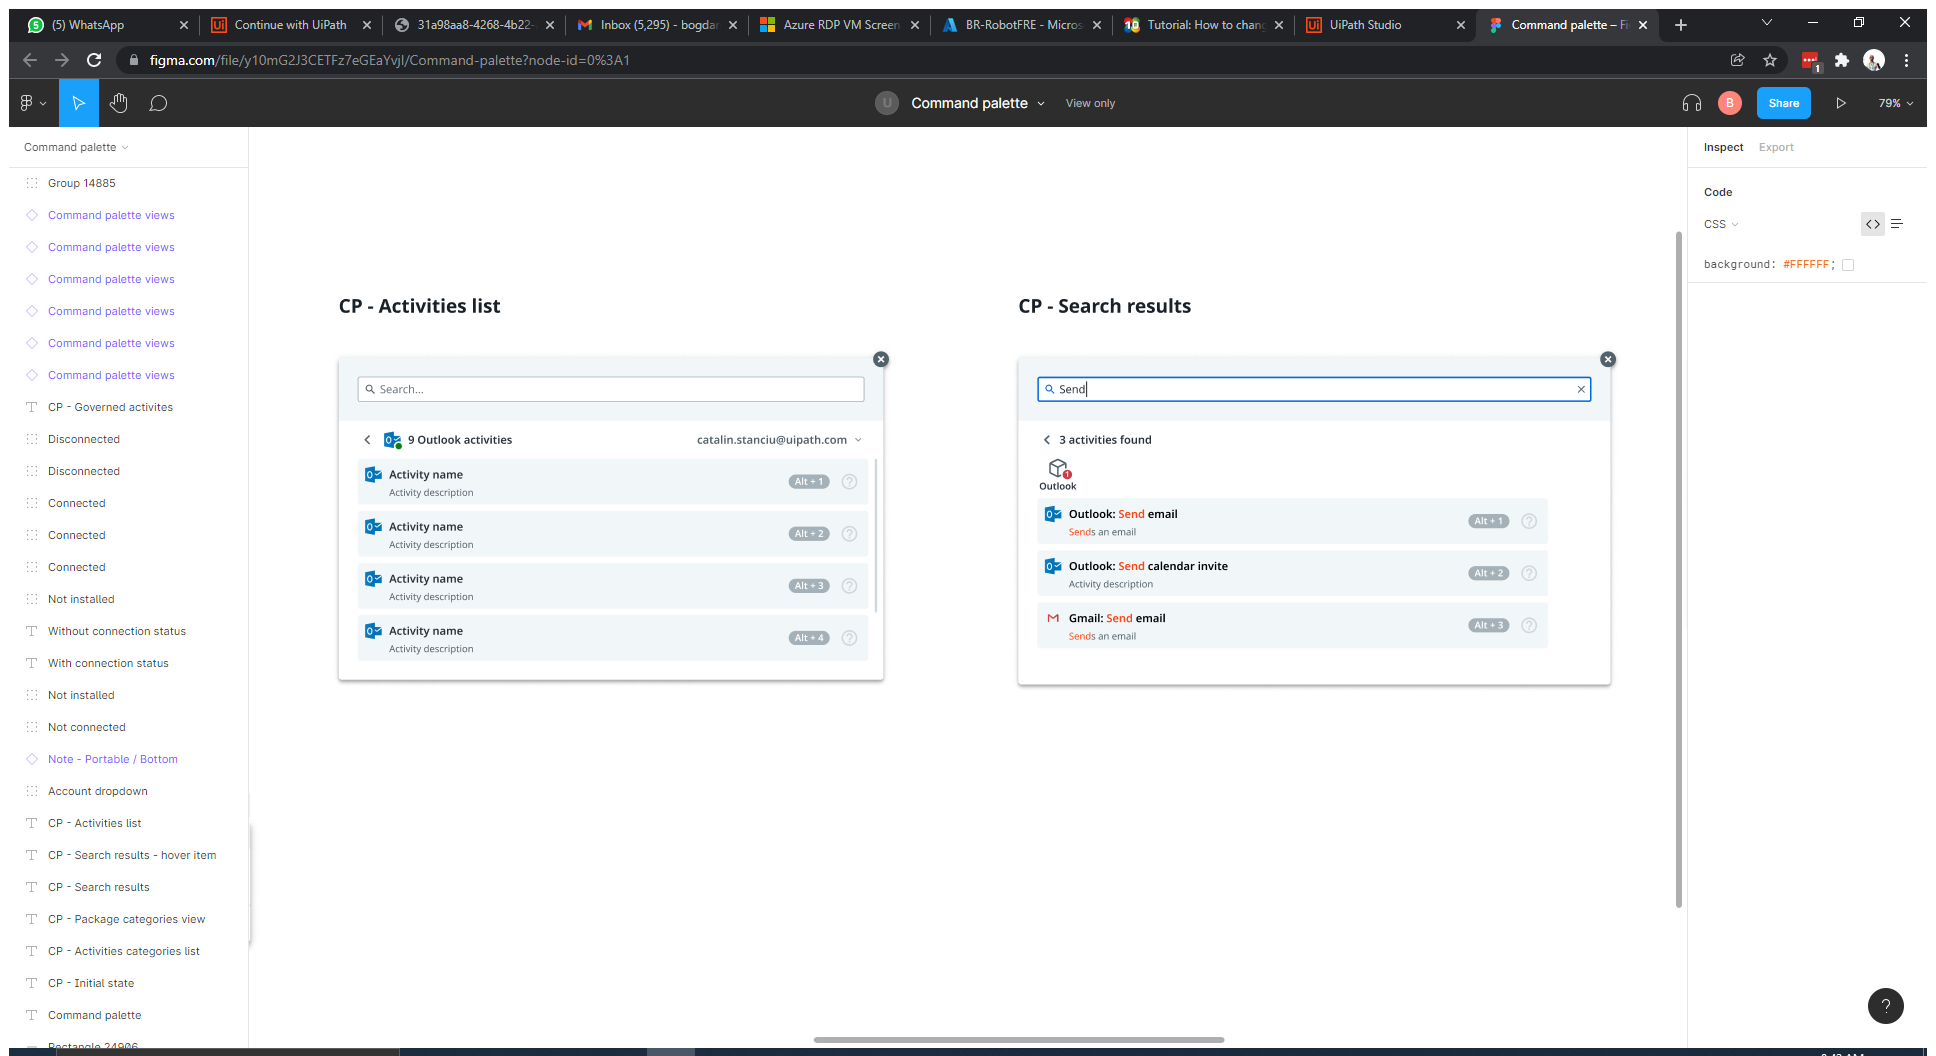 (5) WhatsApp
Continue with UiPath
31a98aa8-4268-4b22-
Inbox (5,295) - bogdar
Azure RDP VM Screen
BR-RobotFRE - Micros
Tutorial: How to chang
UiPath Studio
Command palette – Fi
figma.com/file/y10mG2J3CETFz7eGEaYvjI/Command-palette?node-id=0%3A1
1
U
Command palette
View only
B
Share
79%
Command palette
Group 14885
Command palette views
Command palette views
Command palette views
Command palette views
Command palette views
Command palette views
CP - Governed activites
Disconnected
Disconnected
Connected
Connected
Connected
Not installed
Without connection status
With connection status
Not installed
Not connected
Note - Portable / Bottom
Account dropdown
CP - Activities list
CP - Search results - hover item
CP - Search results
CP - Package categories view
CP - Activities categories list
CP - Initial state
Command palette
Rectangle 24906
CP - Activities list
Search...
9 Outlook activities
catalin.stanciu@uipath.com
Activity name
Activity description
Alt + 1
Activity name
Activity description
Alt + 2
Activity name
Activity description
Alt + 3
Activity name
Activity description
Alt + 4
CP - Search results
Send
3 activities found
1
Outlook
Outlook: Send email
Sends an email
Alt + 1
Outlook: Send calendar invite
Activity description
Alt + 2
Gmail: Send email
Sends an email
Alt + 3
Inspect
Export
Code
CSS
background: #FFFFFF;
?